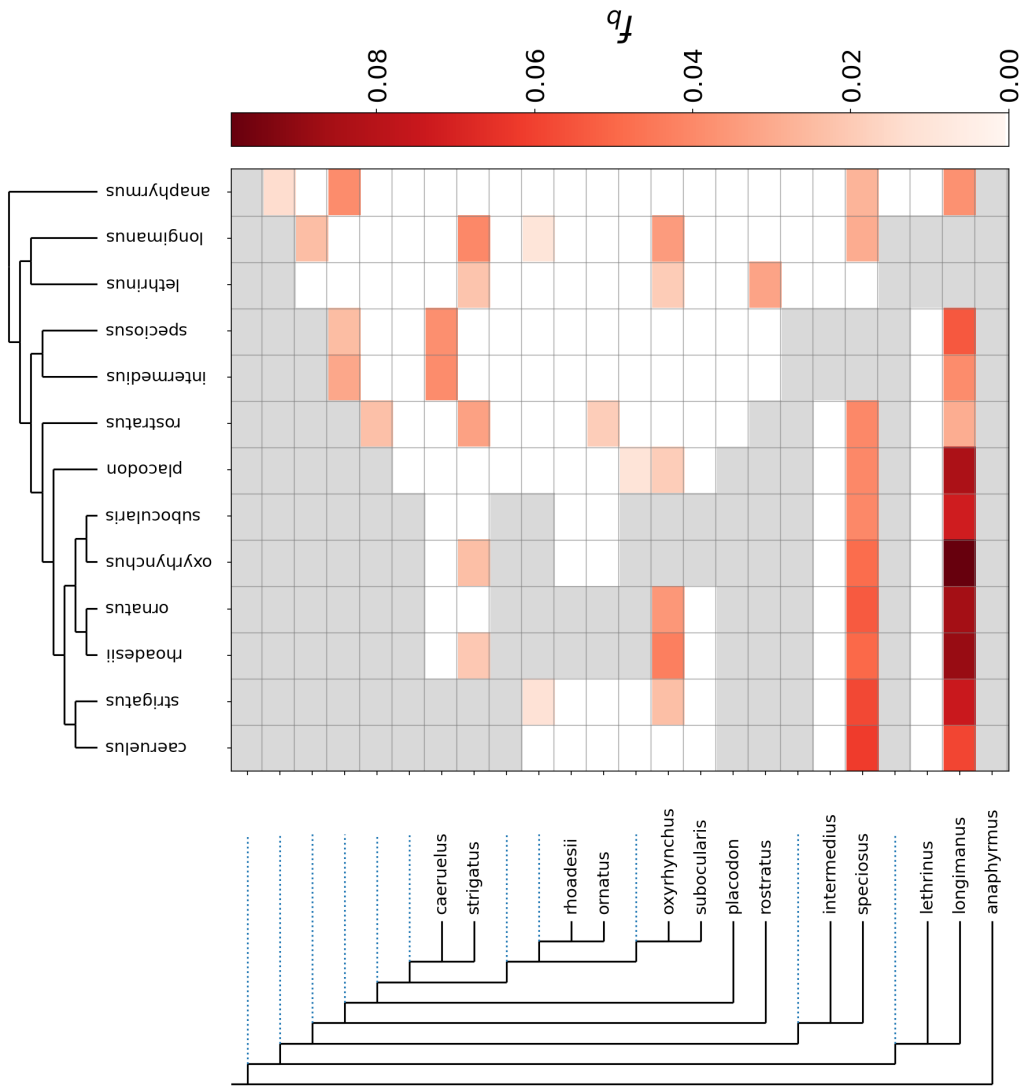 f_b
0.08
0.06
0.04
0.02
0.00
anaphyrmus
longimanus
lethrinus
speciosus
intermedius
rostratus
placodon
subocularis
oxyrhynchus
ornatus
rhoadesii
strigatus
caeruelus
caeruelus
strigatus
rhoadesii
ornatus
oxyrhynchus
subocularis
placodon
rostratus
intermedius
speciosus
lethrinus
longimanus
anaphyrmus